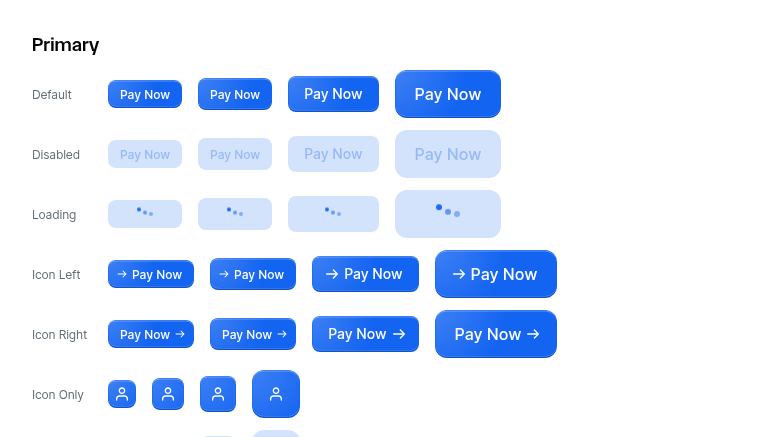 Primary
Default Pay Now Pay Now Pay Now Pay Now
Disabled Pay Now Pay Now Pay Now Pay Now
Loading
Icon Left → Pay Now → Pay Now → Pay Now → Pay Now
Icon Right Pay Now → Pay Now → Pay Now → Pay Now →
Icon Only